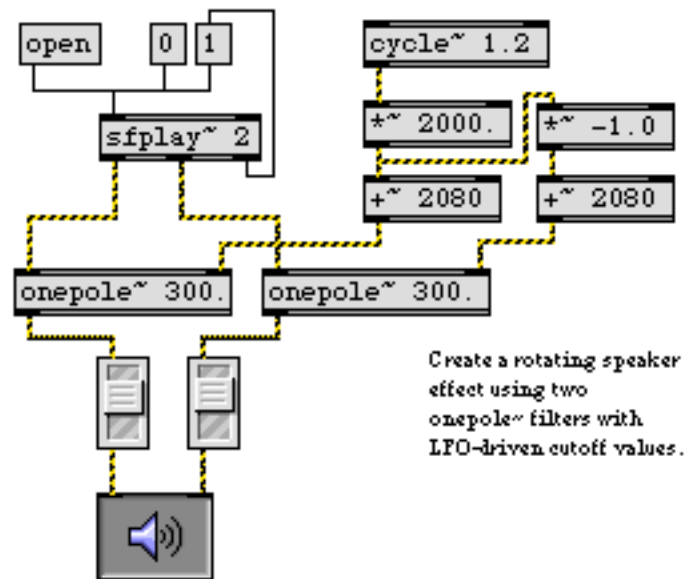 open
0
1
cycle~ 1.2
*~ 2000.
*~ -1.0
sfplay~ 2
+~ 2080
+~ 2080
onepole~ 300.
onepole~ 300.
Create a rotating speaker
effect using two
onepole~ filters with
LFO-driven cutoff values.